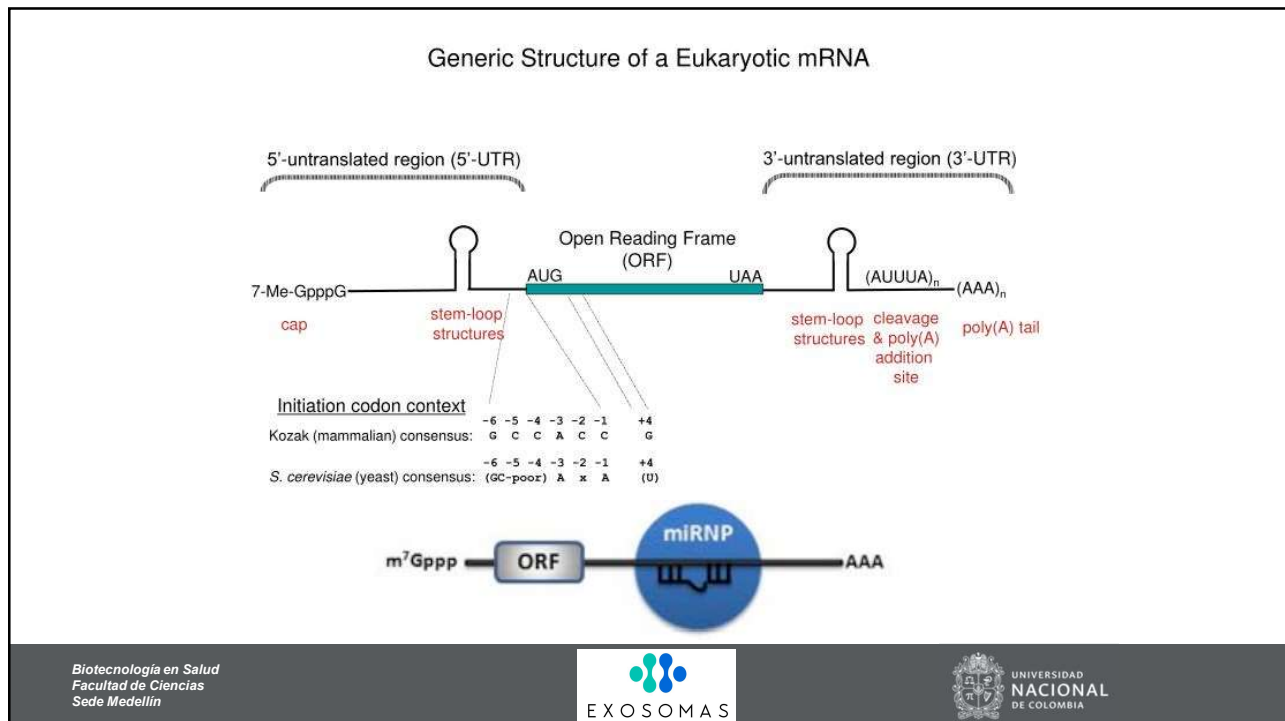 Generic Structure of a Eukaryotic mRNA
5'-untranslated region (5'-UTR)
3'-untranslated region (3'-UTR)
Open Reading Frame
(ORF)
AUG
UAA
(AUUUA)n
7-Me-GpppG
(AAA)n
cap
stem-loop
structures
stem-loop
structures
cleavage
& poly(A)
addition
site
poly(A) tail
Initiation codon context
-6 -5 -4 -3 -2 -1 +4
Kozak (mammalian) consensus: G C C A C C G
-6 -5 -4 -3 -2 -1 +4
S. cerevisiae (yeast) consensus: (GC-poor) A x A (U)
miRNP
m⁷Gppp
ORF
AAA
Biotecnología en Salud
Facultad de Ciencias
Sede Medellín
EXOSOMAS
UNIVERSIDAD
NACIONAL
DE COLOMBIA